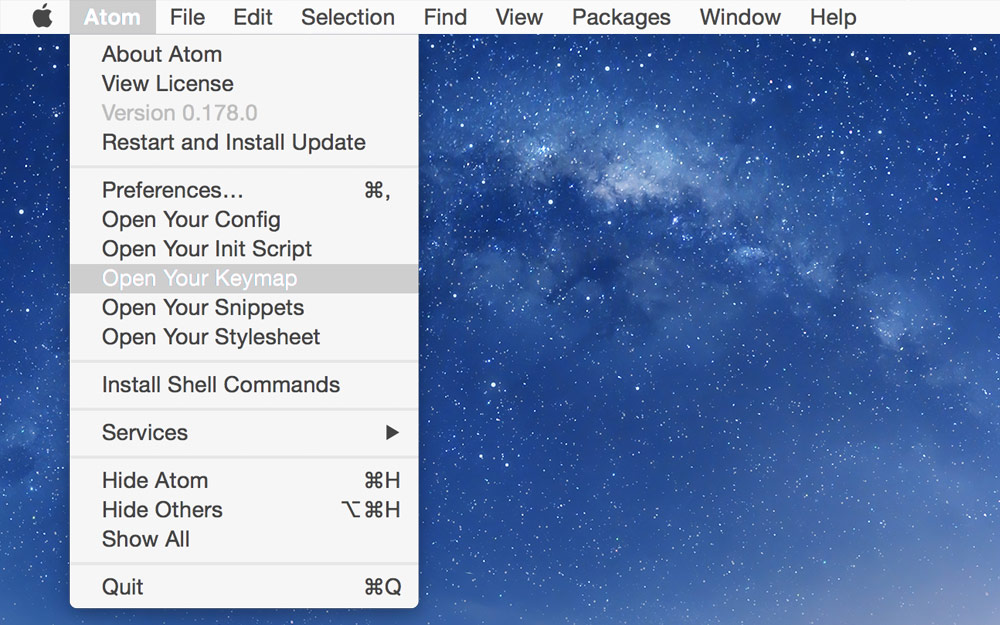 Atom File Edit Selection Find View Packages Window Help
About Atom
View License
Version 0.178.0
Restart and Install Update
Preferences… ⌘,
Open Your Config
Open Your Init Script
Open Your Keymap
Open Your Snippets
Open Your Stylesheet
Install Shell Commands
Services ▶
Hide Atom ⌘H
Hide Others ⌥⌘H
Show All
Quit ⌘Q